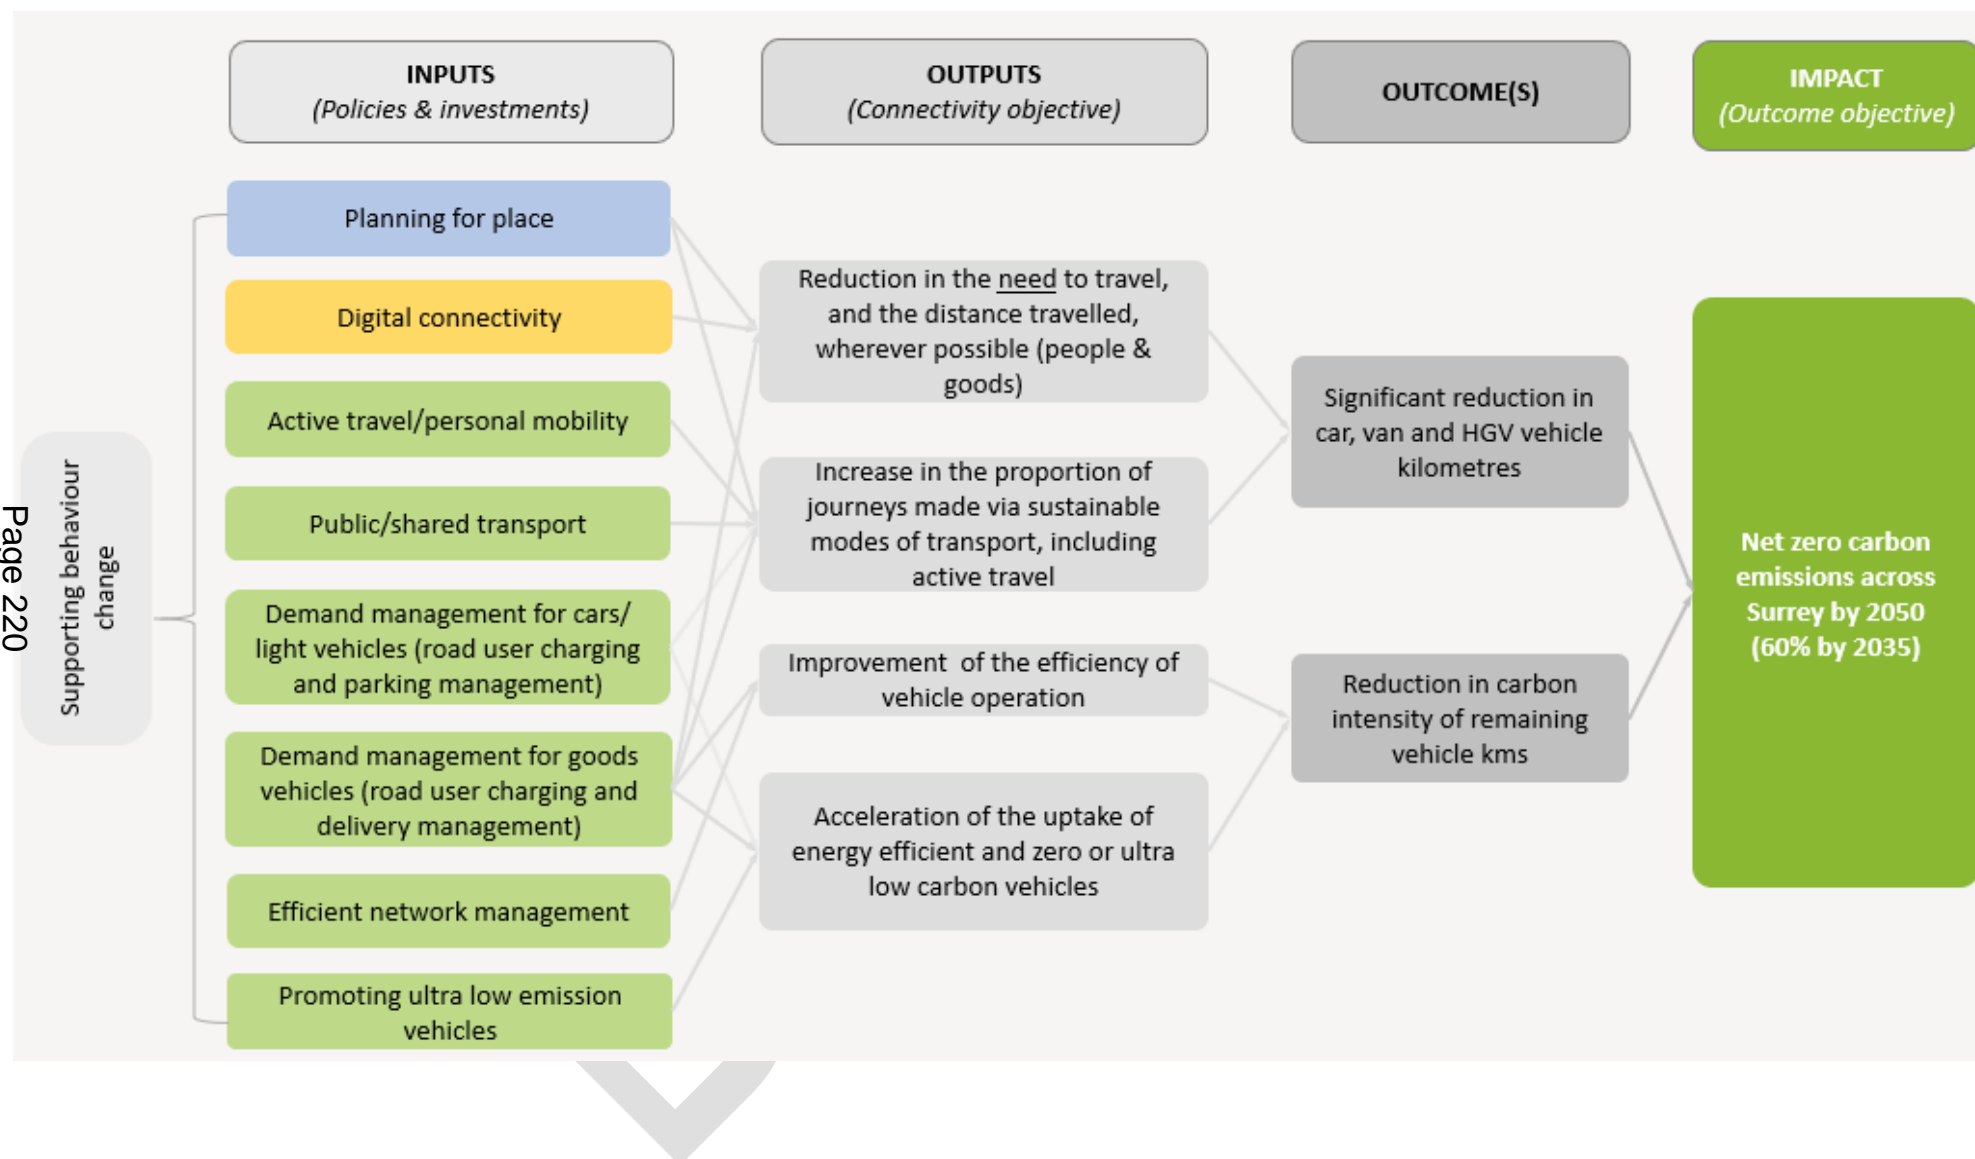 INPUTS
(Policies & investments)
OUTPUTS
(Connectivity objective)
OUTCOME(S)
IMPACT
(Outcome objective)
Page 220
Supporting behaviour
change
Planning for place
Digital connectivity
Active travel/personal mobility
Public/shared transport
Demand management for cars/
light vehicles (road user charging
and parking management)
Demand management for goods
vehicles (road user charging and
delivery management)
Efficient network management
Promoting ultra low emission
vehicles
Reduction in the need to travel,
and the distance travelled,
wherever possible (people &
goods)
Increase in the proportion of
journeys made via sustainable
modes of transport, including
active travel
Improvement  of the efficiency of
vehicle operation
Acceleration of the uptake of
energy efficient and zero or ultra
low carbon vehicles
Significant reduction in
car, van and HGV vehicle
kilometres
Reduction in carbon
intensity of remaining
vehicle kms
Net zero carbon
emissions across
Surrey by 2050
(60% by 2035)